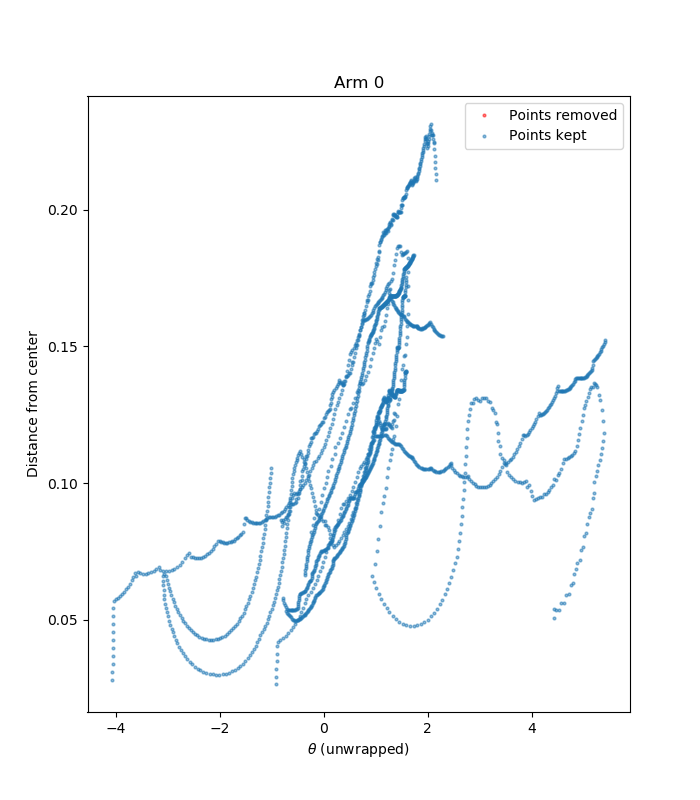 Arm 0
Points removed
Points kept
Distance from center
0.20
0.15
0.10
0.05
−4
−2
0
2
4
θ (unwrapped)